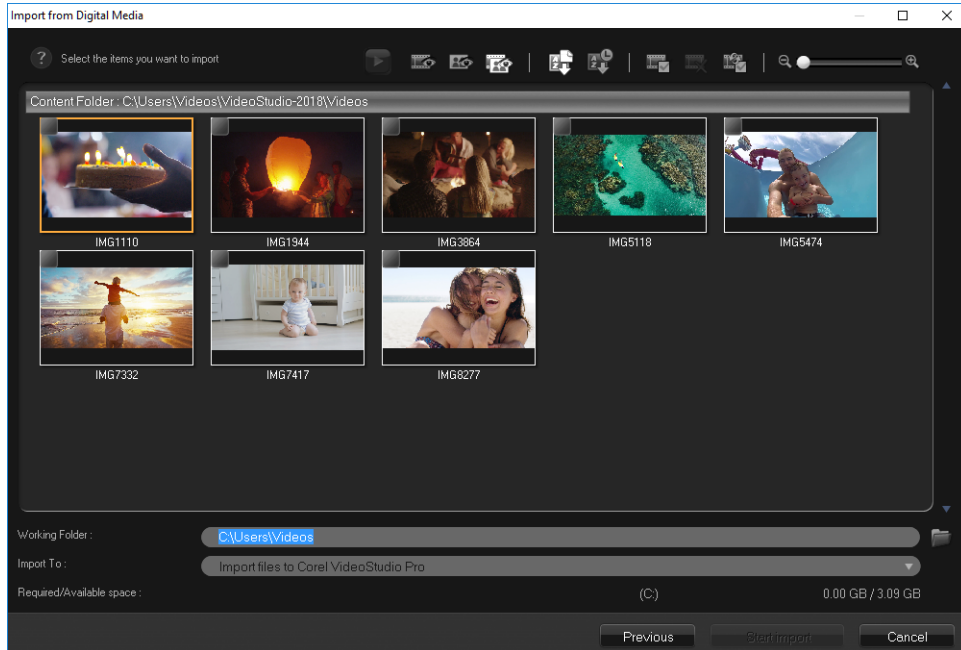 Import from Digital Media
? Select the items you want to import
Content Folder : C:\Users\Videos\VideoStudio-2018\Videos
IMG1110 IMG1944 IMG3864 IMG5118 IMG5474
IMG7332 IMG7417 IMG8277
Working Folder : C:\Users\Videos
Import To : Import files to Corel VideoStudio Pro
Required/Available space : (C:) 0.00 GB / 3.09 GB
Previous Start import Cancel